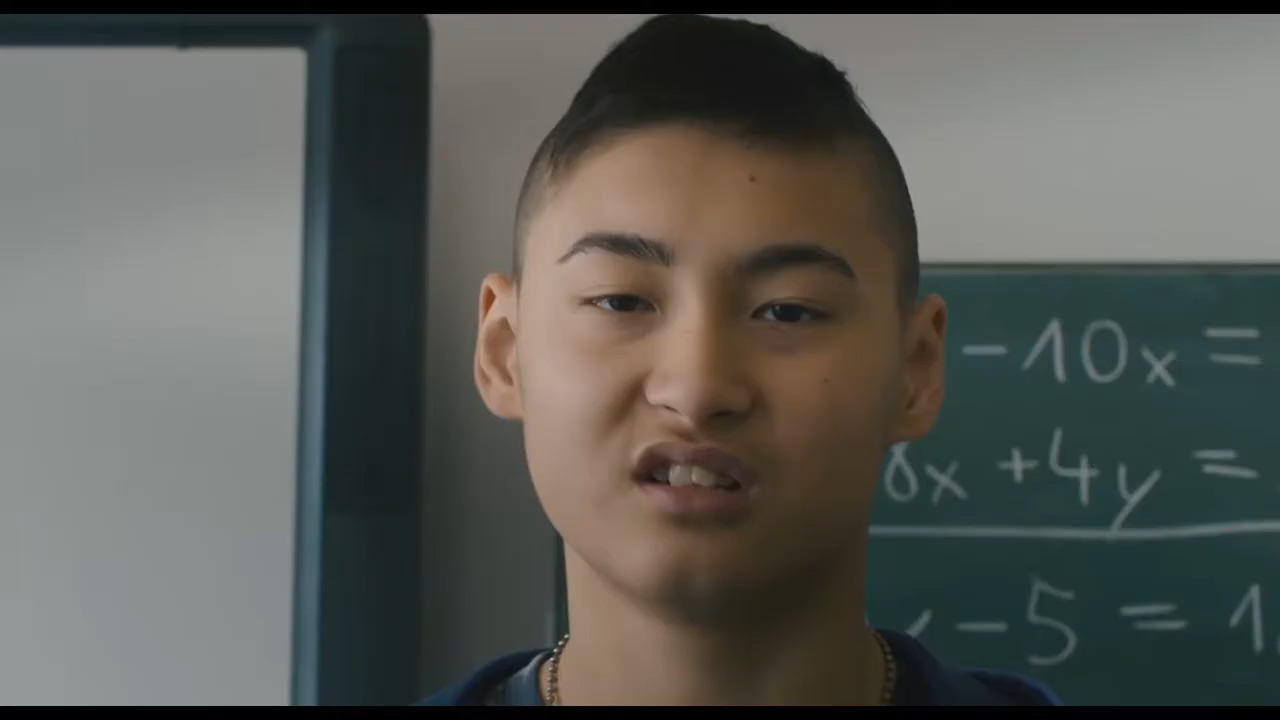 -10x =
8x +4y =
-5 = 1